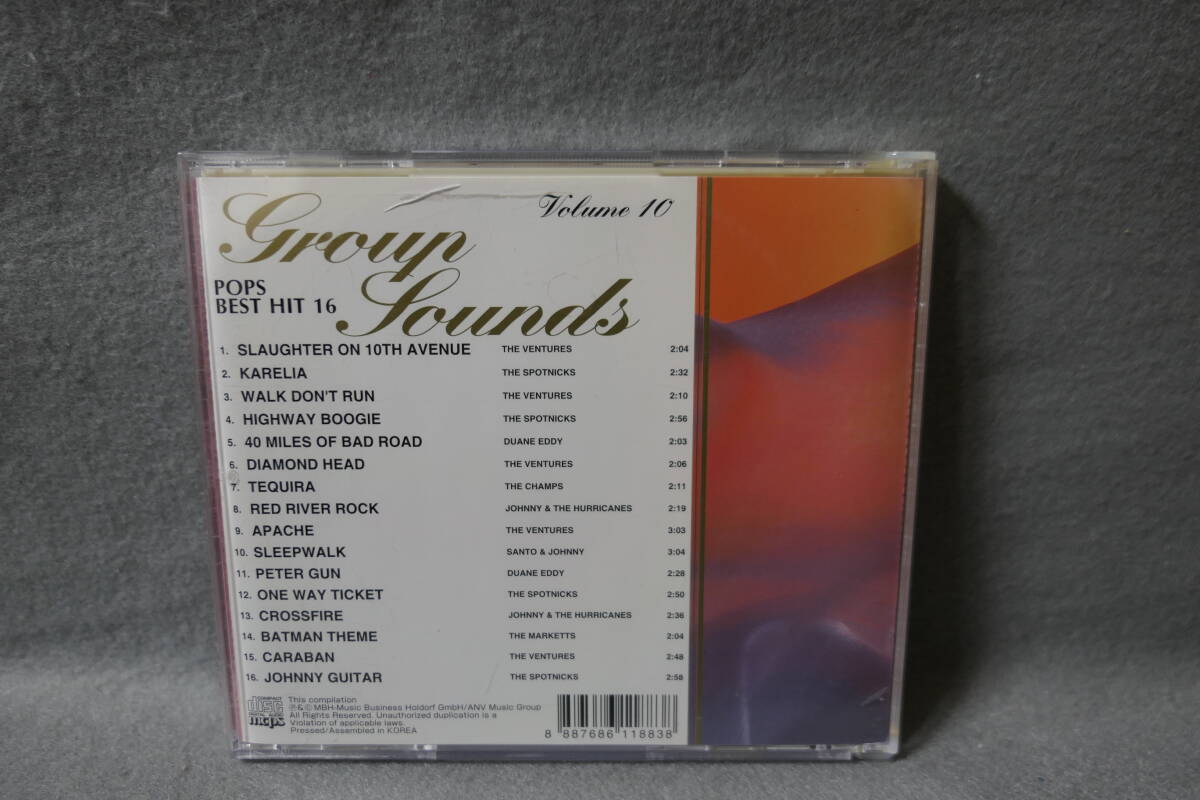 Volume 10
Group
Sounds
POPS
BEST HIT 16
1. SLAUGHTER ON 10TH AVENUE THE VENTURES 2:04
2. KARELIA THE SPOTNICKS 2:32
3. WALK DON'T RUN THE VENTURES 2:10
4. HIGHWAY BOOGIE THE SPOTNICKS 2:56
5. 40 MILES OF BAD ROAD DUANE EDDY 2:03
6. DIAMOND HEAD THE VENTURES 2:06
7. TEQUIRA THE CHAMPS 2:11
8. RED RIVER ROCK JOHNNY & THE HURRICANES 2:19
9. APACHE THE VENTURES 3:03
10. SLEEPWALK SANTO & JOHNNY 3:04
11. PETER GUN DUANE EDDY 2:28
12. ONE WAY TICKET THE SPOTNICKS 2:50
13. CROSSFIRE JOHNNY & THE HURRICANES 2:36
14. BATMAN THEME THE MARKETTS 2:04
15. CARABAN THE VENTURES 2:48
16. JOHNNY GUITAR THE SPOTNICKS 2:58
COMPACT
disc
DIGITAL AUDIO
mcps
This compilation
℗&© MBH-Music Business Holdorf GmbH/ANV Music Group
All Rights Reserved. Unauthorized duplication is a
Violation of applicable laws.
Pressed/Assembled in KOREA
8 887686 118838